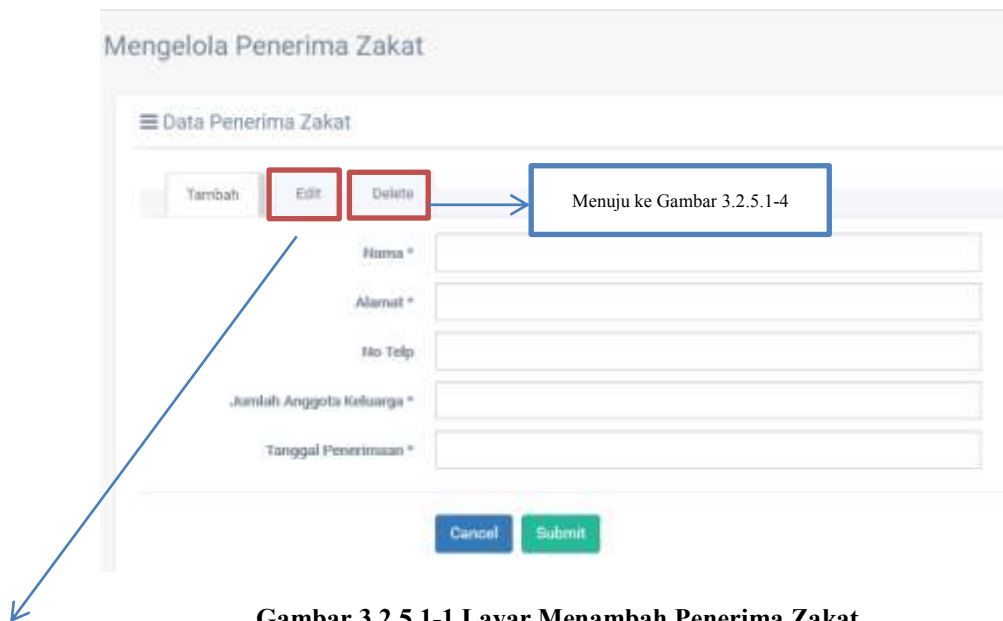 Mengelola Penerima Zakat
Data Penerima Zakat
Tambah Edit Delete
Menuju ke Gambar 3.2.5.1-4
Nama *
Alamat *
No Telp
Jumlah Anggota Keluarga *
Tanggal Penerimaan *
Cancel Submit
Gambar 3.2.5.1-1 Layar Menambah Penerima Zakat